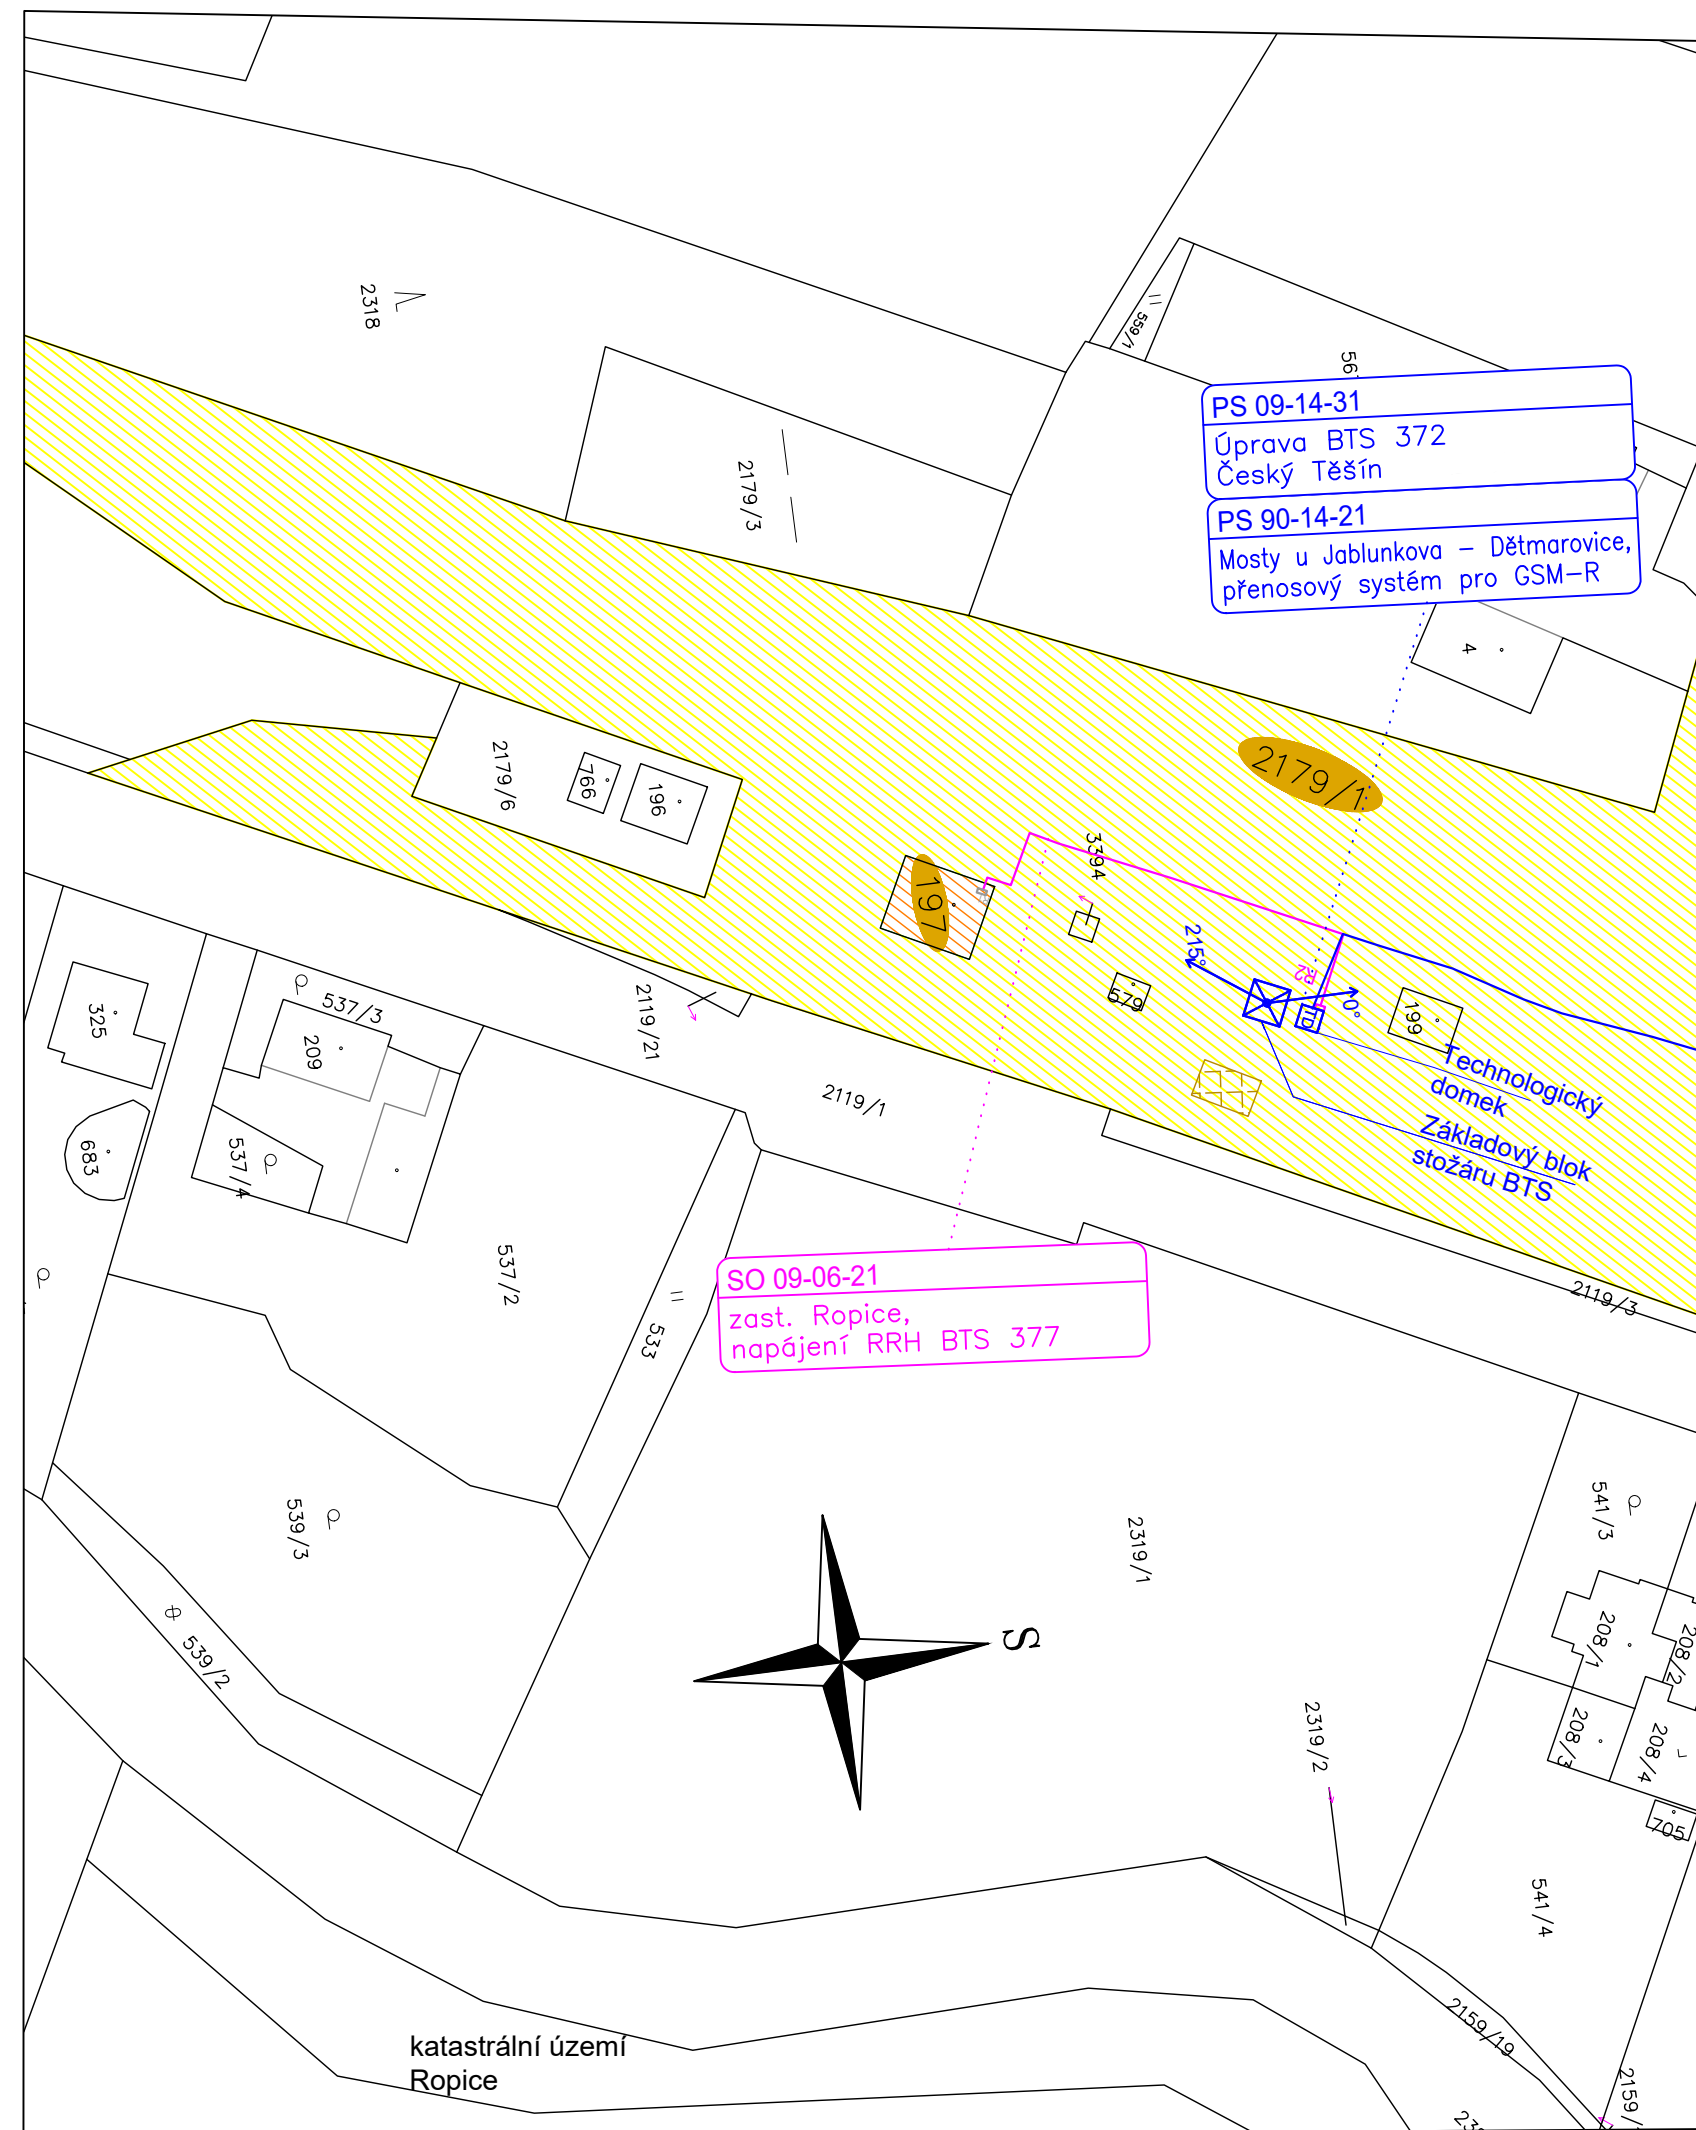 2318
559/1
2179/3
PS 09-14-31
Úprava BTS 372
Český Těšín
PS 90-14-21
Mosty u Jablunkova – Dětmarovice,
přenosový systém pro GSM-R
4
2179/1
2179/6
766
196
197
3394
215°
R2
0°
TD
579
199
Technologický
domek
Základový blok
stožáru BTS
325
537/3
209
2119/21
2119/1
683
537/4
537/2
533
SO 09-06-21
zast. Ropice,
napájení RRH BTS 377
2119/3
539/3
539/2
2319/1
S
541/3
208/1
208/2
208/3
208/4
705
2319/2
541/4
2159/19
katastrální území
Ropice